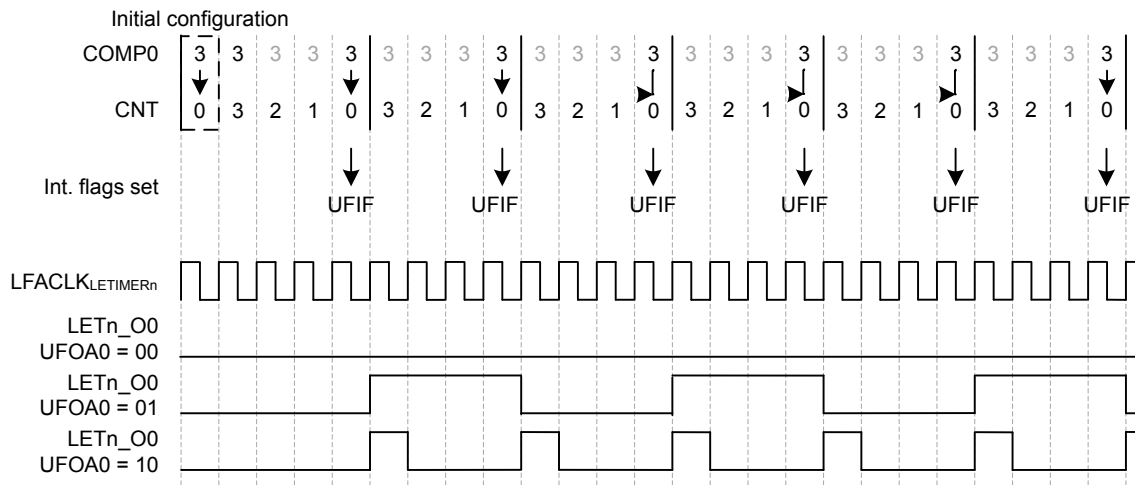 Initial configuration
COMP0 3 3 3 3 3 3 3 3 3 3 3 3 3 3 3 3 3 3 3 3 3 3 3 3 3
CNT 0 3 2 1 0 3 2 1 0 3 2 1 0 3 2 1 0 3 2 1 0 3 2 1 0
Int. flags set
UFIF UFIF UFIF UFIF UFIF UFIF
LFACLKLETIMERn
LETn_O0
UFOA0 = 00
LETn_O0
UFOA0 = 01
LETn_O0
UFOA0 = 10